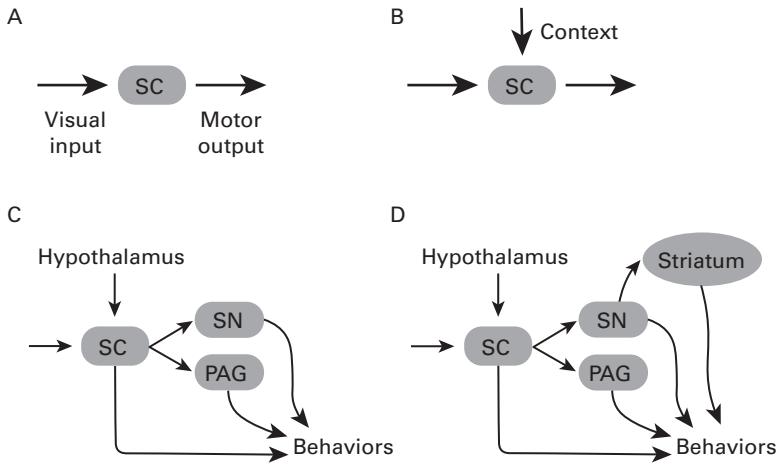 A
SC
Visual
input
Motor
output
B
Context
SC
C
Hypothalamus
SC
SN
PAG
Behaviors
D
Hypothalamus
Striatum
SC
SN
PAG
Behaviors